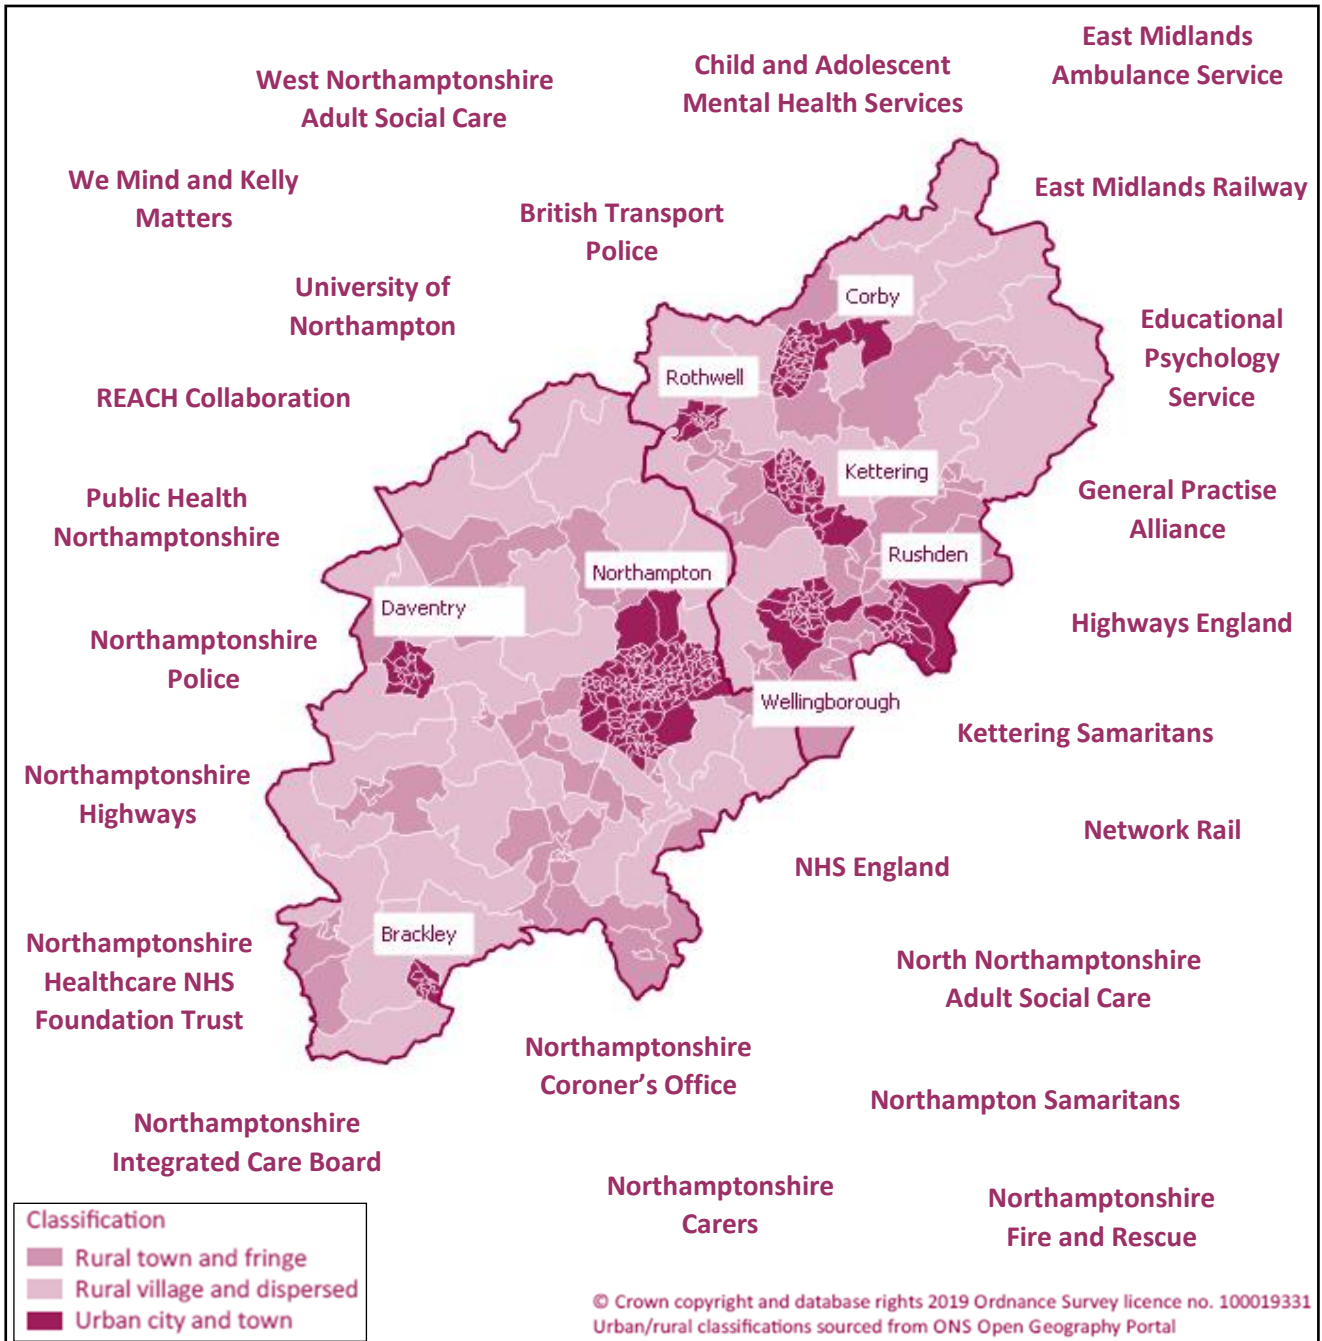 East Midlands
Ambulance Service
Child and Adolescent
Mental Health Services
West Northamptonshire
Adult Social Care
We Mind and Kelly
Matters
East Midlands Railway
British Transport
Police
University of
Northampton
Corby
Educational
Psychology
Service
Rothwell
REACH Collaboration
Kettering
General Practise
Alliance
Public Health
Northamptonshire
Rushden
Northampton
Daventry
Highways England
Northamptonshire
Police
Wellingborough
Kettering Samaritans
Northamptonshire
Highways
Network Rail
NHS England
Brackley
Northamptonshire
Healthcare NHS
Foundation Trust
North Northamptonshire
Adult Social Care
Northamptonshire
Coroner’s Office
Northampton Samaritans
Northamptonshire
Integrated Care Board
Northamptonshire
Carers
Northamptonshire
Fire and Rescue
Classification
Rural town and fringe
Rural village and dispersed
Urban city and town
© Crown copyright and database rights 2019 Ordnance Survey licence no. 100019331
Urban/rural classifications sourced from ONS Open Geography Portal